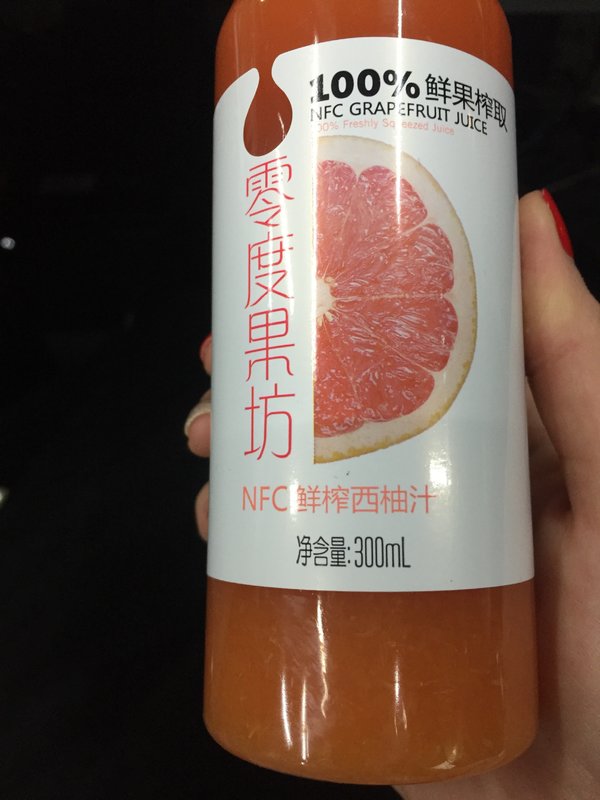 100%鲜果榨取
NFC GRAPEFRUIT JUICE
100% Freshly Squeezed Juice
零度果坊
NFC鲜榨西柚汁
净含量:300mL